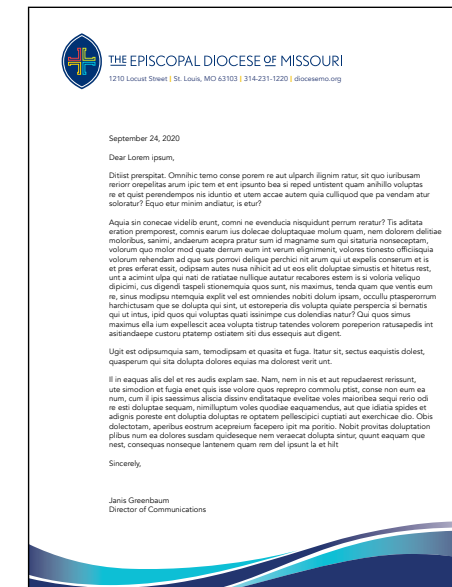 THE EPISCOPAL DIOCESE OF MISSOURI
1210 Locust Street | St. Louis, MO 63103 | 314-231-1220 | diocesemo.org
September 24, 2020
Dear Lorem ipsum,
Ditiist prerspitat. Omnihic temo conse porem re aut ulparch ilignim ratur, sit quo iuribusam
reriorr orepelitas arum ipic tem et ent ipsunto bea si reped untistent quam anihillo voluptas
re et quist perendempos nis iduntio et utem accae autem quia culliquod que pa vendam atur
soloratur? Equo etur minim andiatur, is etur?
Aquia sin conecae videlib erunt, comni ne evenducia nisquidunt perrum reratur? Tis aditata
eration premporest, comnis earum ius dolecae doluptaquae molum quam, nem dolorem delitiae
moloribus, sanimi, andaerum acepra pratur sum id magname sum qui sitaturia nonseceptam,
volorum quo molor mod quate derrum eum int verum elignimenit, volores tionesto officiisquia
volorum rehendam ad que sus porrovi delique perchici nit arum qui ut expelis conserum et is
et pres erferat essit, odipsam autes nusa nihicit ad ut eos elit doluptae simustis et hitetus rest,
unt a acimint ulpa qui nati de ratiatae nullique autatur recabores estem is si voloria veliquo
dipicimi, cus digendi taspeli stionemquia quos sunt, nis maximus, tenda quam que ventis eum
re, sinus modipsu ntemquia explit vel est omniendes nobiti dolum ipsam, occullu ptasperorrum
harchictusam que se dolupta qui sint, ut estoreperia dis volupta quiate perspercia si bernatis
qui ut intus, ipid quos qui voluptas quati issinimpe cus dolendias natur? Qui quos simus
maximus ella ium expellescit acea volupta tistrup tatendes volorem poreperion ratusapedis int
asitiandaepe custoru ptatemp ostiatem siti dus essequis aut digent.
Ugit est odipsumquia sam, temodipsam et quasita et fuga. Itatur sit, sectus eaquistis dolest,
quasperum qui sita dolupta dolores equias ma dolorest verit unt.
Il in eaquas alis del et res audis explam sae. Nam, nem in nis et aut repudaerest rerissunt,
ute simodion et fugia enet quis isse volore quos reprepro commolu ptist, conse non eum ea
num, cum il ipis saessimus aliscia dissinv enditataque evelitae voles maioribea sequi rerio odi
re esti doluptae sequam, nimilluptum voles quodiae eaquamendus, aut que idiatia spides et
adignis poreste ent dolupta doluptas re optatem pellescipici cuptiati aut exerchicae dio. Obis
dolectotam, aperibus eostrum acepreium facepero ipit ma poritio. Nobit provitas doluptation
plibus num ea dolores susdam quideseque nem veraecat dolupta sintur, quunt eaquam que
nest, consequas nonseque lantenem quam rem del ipsunt la et hilt
Sincerely,
Janis Greenbaum
Director of Communications